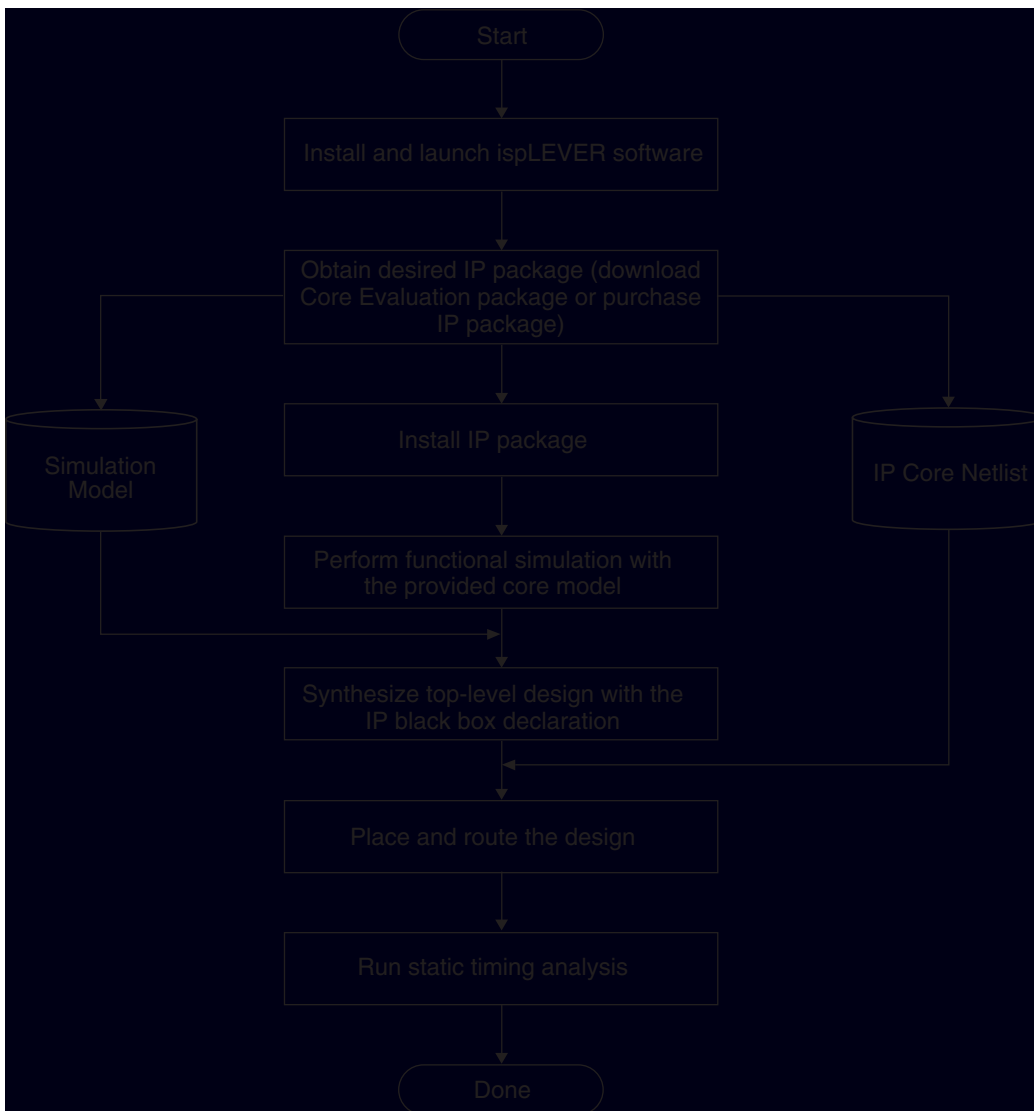 Start
Install and launch ispLEVER software
Obtain desired IP package (download
Core Evaluation package or purchase
IP package)
Install IP package
Simulation
Model
IP Core Netlist
Perform functional simulation with
the provided core model
Synthesize top-level design with the
IP black box declaration
Place and route the design
Run static timing analysis
Done